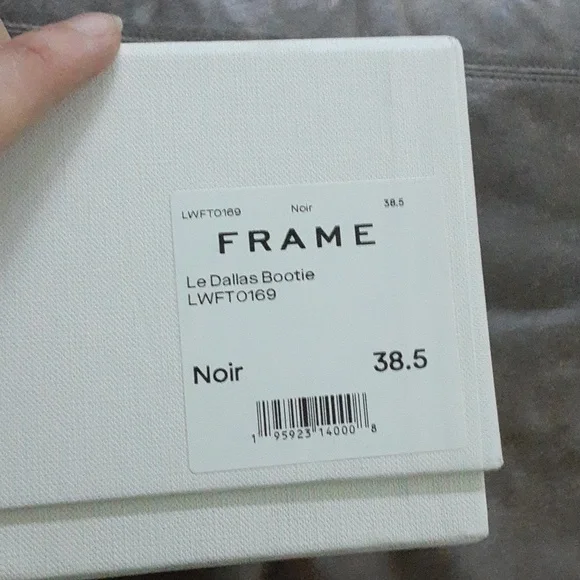 LWFT0169 Noir 38.5
FRAME
Le Dallas Bootie
LWFT0169
Noir 38.5
1 95923 14000 8